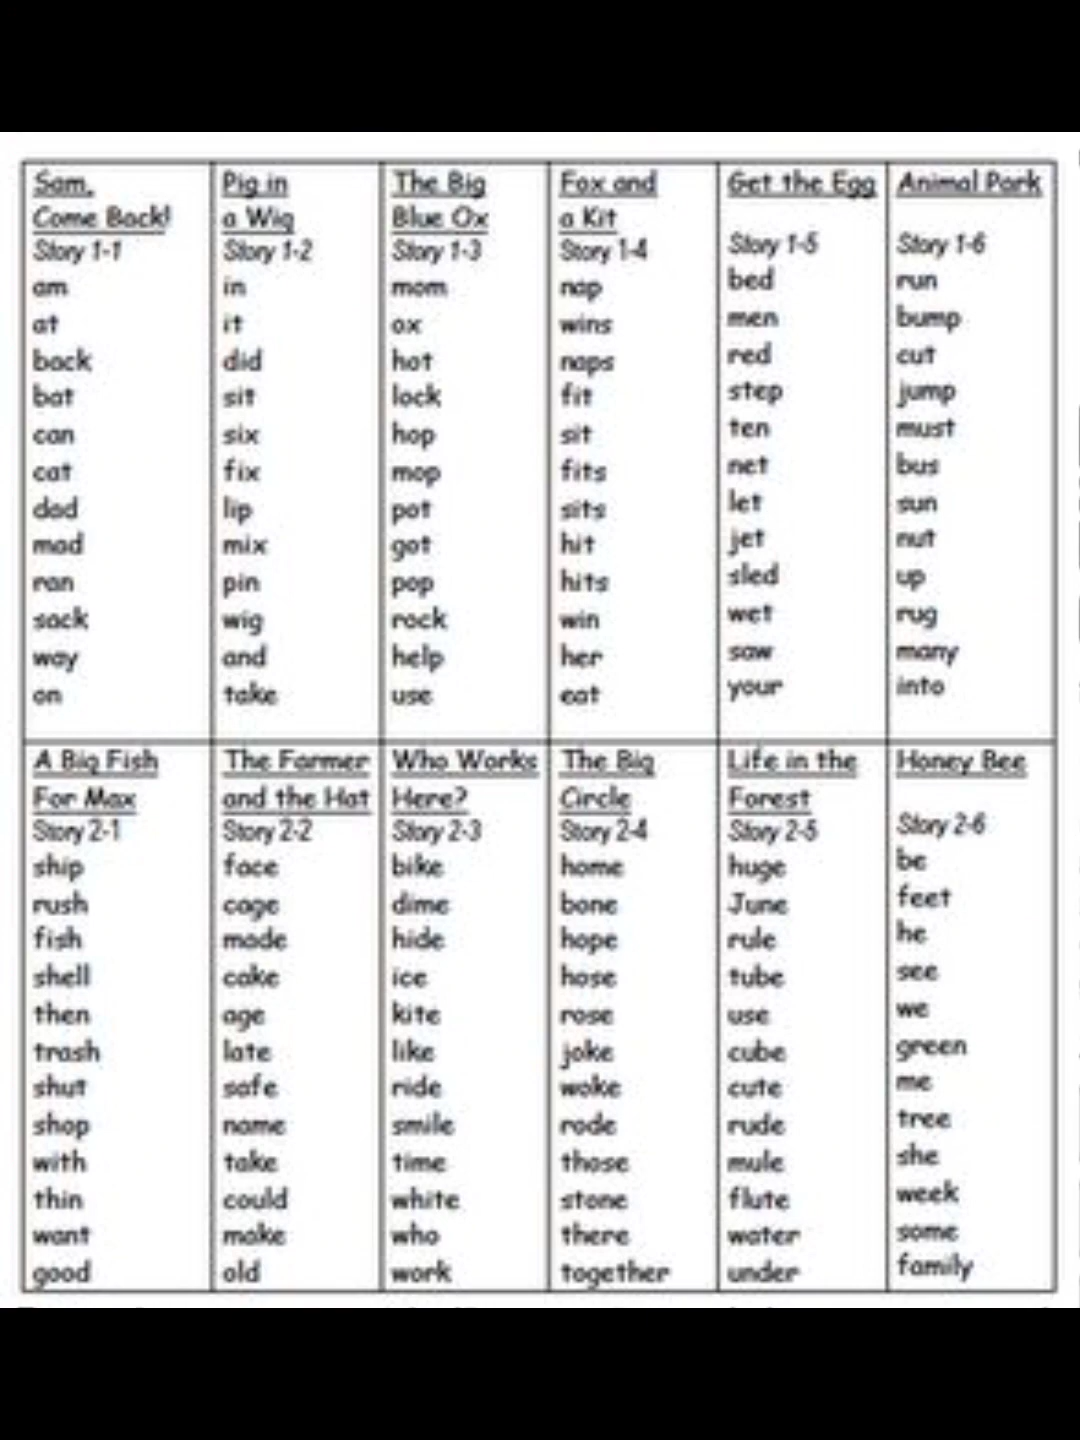 Sam,
Come Back!
Story 1-1
am
at
back
bat
can
cat
dad
mad
ran
sack
way
on
Pig in
a Wig
Story 1-2
in
it
did
sit
six
fix
lip
mix
pin
wig
and
take
The Big
Blue Ox
Story 1-3
mom
ox
hot
lock
hop
mop
pot
got
pop
rock
help
use
Fox and
a Kit
Story 1-4
nap
wins
naps
fit
sit
fits
sits
hit
hits
win
her
eat
Get the Egg
Story 1-5
bed
men
red
step
ten
net
let
jet
sled
wet
saw
your
Animal Park
Story 1-6
run
bump
cut
jump
must
bus
sun
nut
up
rug
many
into
A Big Fish
For Max
Story 2-1
ship
rush
fish
shell
then
trash
shut
shop
with
thin
want
good
The Farmer
and the Hat
Story 2-2
face
cage
made
cake
age
late
safe
name
take
could
make
old
Who Works
Here?
Story 2-3
bike
dime
hide
ice
kite
like
ride
smile
time
white
who
work
The Big
Circle
Story 2-4
home
bone
hope
hose
rose
joke
woke
rode
those
stone
there
together
Life in the
Forest
Story 2-5
huge
June
rule
tube
use
cube
cute
rude
mule
flute
water
under
Honey Bee
Story 2-6
be
feet
he
see
we
green
me
tree
she
week
some
family